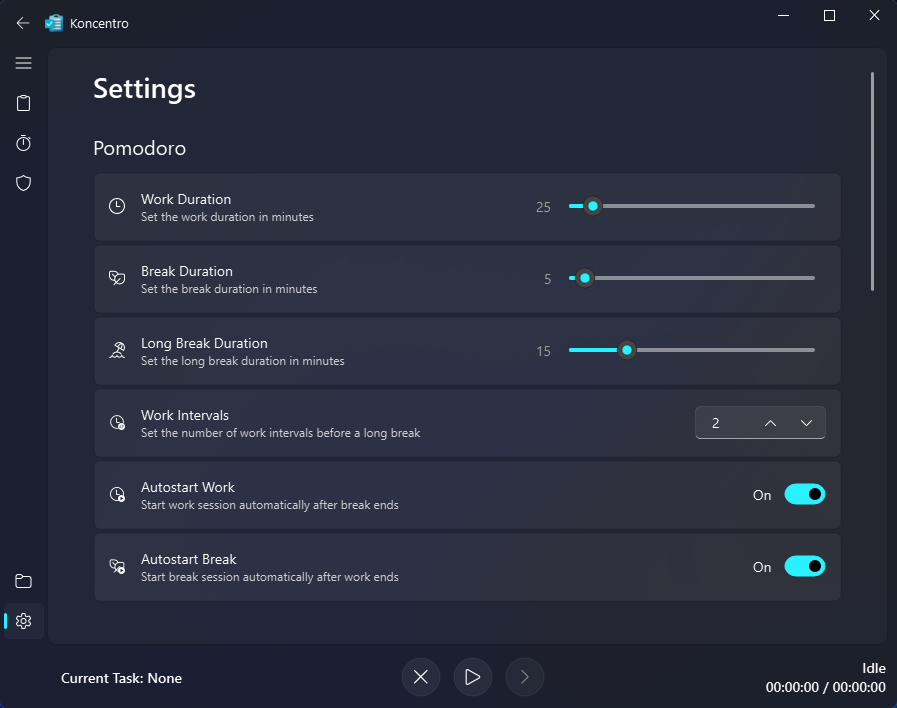 Koncentro
Settings
Pomodoro
Work Duration
Set the work duration in minutes
25
Break Duration
Set the break duration in minutes
5
Long Break Duration
Set the long break duration in minutes
15
Work Intervals
Set the number of work intervals before a long break
2
Autostart Work
Start work session automatically after break ends
On
Autostart Break
Start break session automatically after work ends
On
Current Task: None
Idle
00:00:00 / 00:00:00